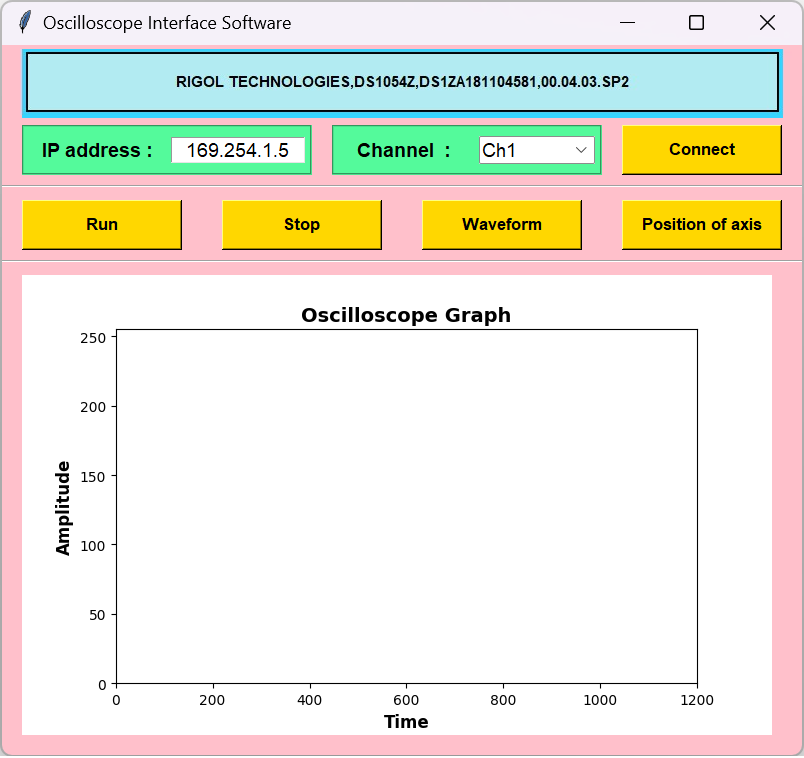 Oscilloscope Interface Software
RIGOL TECHNOLOGIES,DS1054Z,DS1ZA181104581,00.04.03.SP2
IP address : 169.254.1.5 Channel : Ch1 Connect
Run Stop Waveform Position of axis
Oscilloscope Graph
250
200
150
100
50
0
Amplitude
0 200 400 600 800 1000 1200
Time